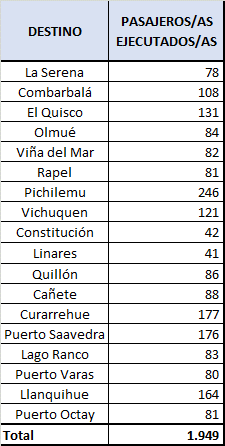 DESTINO PASAJEROS/AS EJECUTADOS/AS
La Serena 78
Combarbalá 108
El Quisco 131
Olmué 84
Viña del Mar 82
Rapel 81
Pichilemu 246
Vichuquen 121
Constitución 42
Linares 41
Quillón 86
Cañete 88
Curarrehue 177
Puerto Saavedra 176
Lago Ranco 83
Puerto Varas 80
Llanquihue 164
Puerto Octay 81
Total 1.949